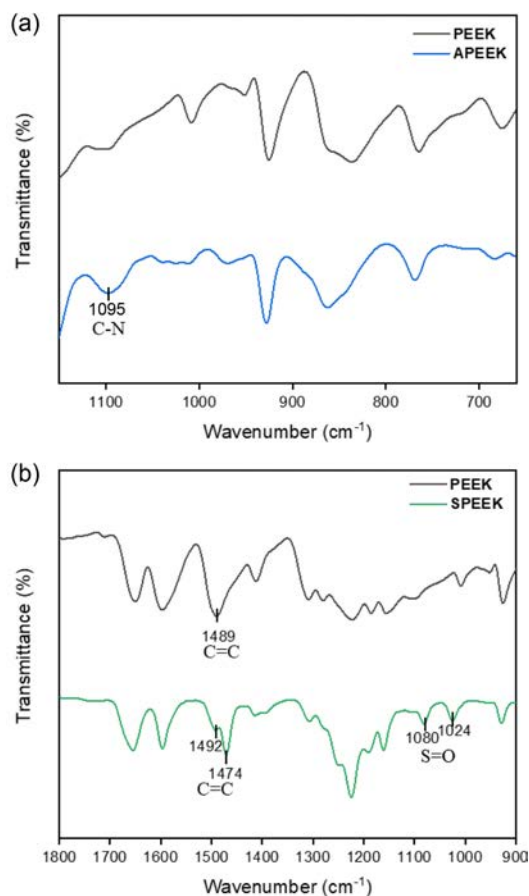 (a)
PEEK
APEEK
Transmittance (%)
1095
C-N
1100 1000 900 800 700
Wavenumber (cm⁻¹)
(b)
PEEK
SPEEK
Transmittance (%)
1489
C=C
1492
1474
C=C
1080 1024
S=O
1800 1700 1600 1500 1400 1300 1200 1100 1000 900
Wavenumber (cm⁻¹)